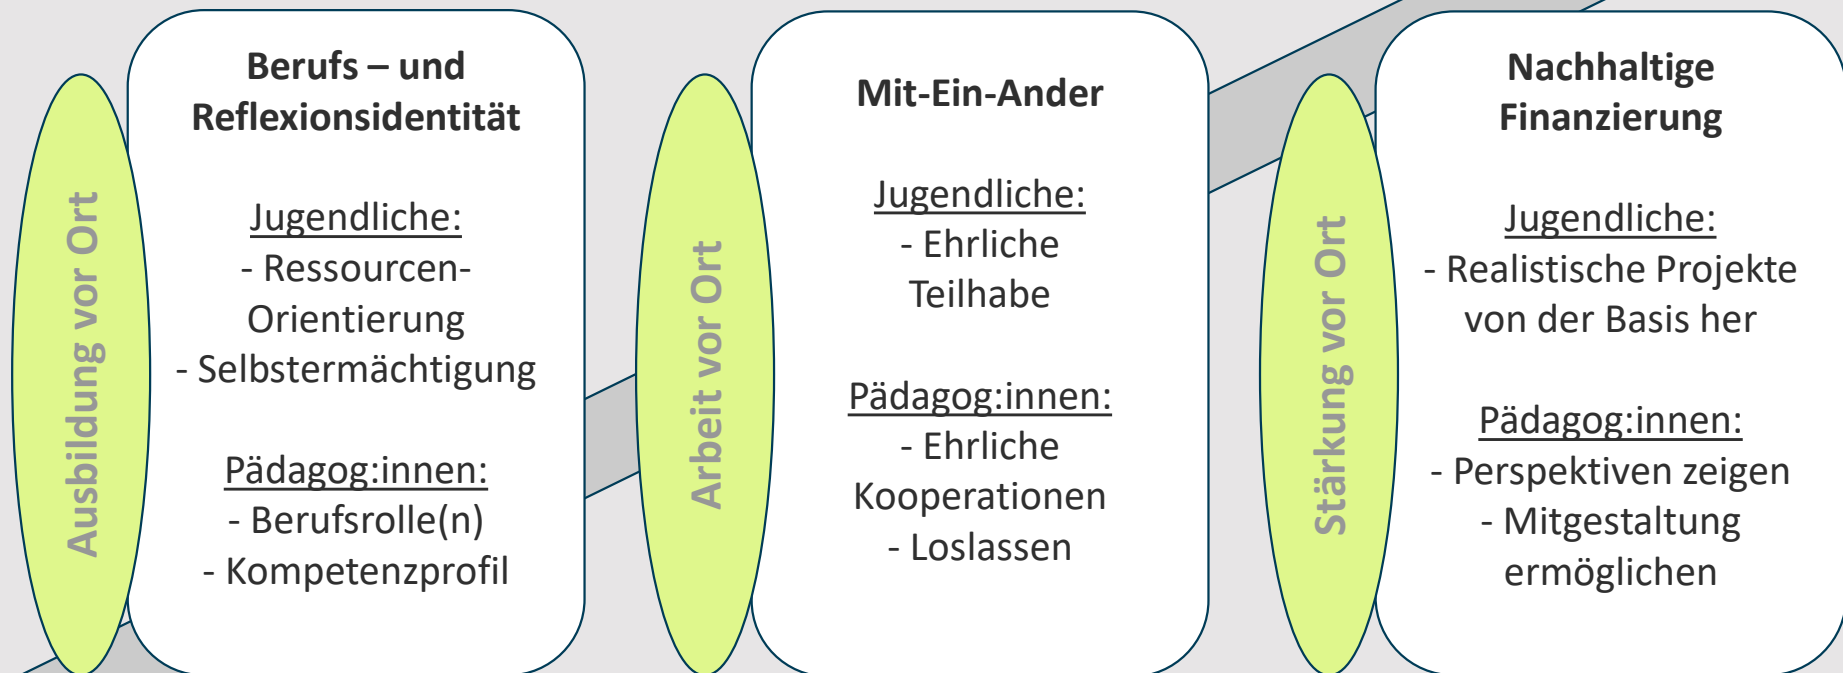 Ausbildung vor Ort
Berufs – und
Reflexionsidentität
Jugendliche:
- Ressourcen-
Orientierung
- Selbstermächtigung
Pädagog:innen:
- Berufsrolle(n)
- Kompetenzprofil
Arbeit vor Ort
Mit-Ein-Ander
Jugendliche:
- Ehrliche
Teilhabe
Pädagog:innen:
- Ehrliche
Kooperationen
- Loslassen
Stärkung vor Ort
Nachhaltige
Finanzierung
Jugendliche:
- Realistische Projekte
von der Basis her
Pädagog:innen:
- Perspektiven zeigen
- Mitgestaltung
ermöglichen